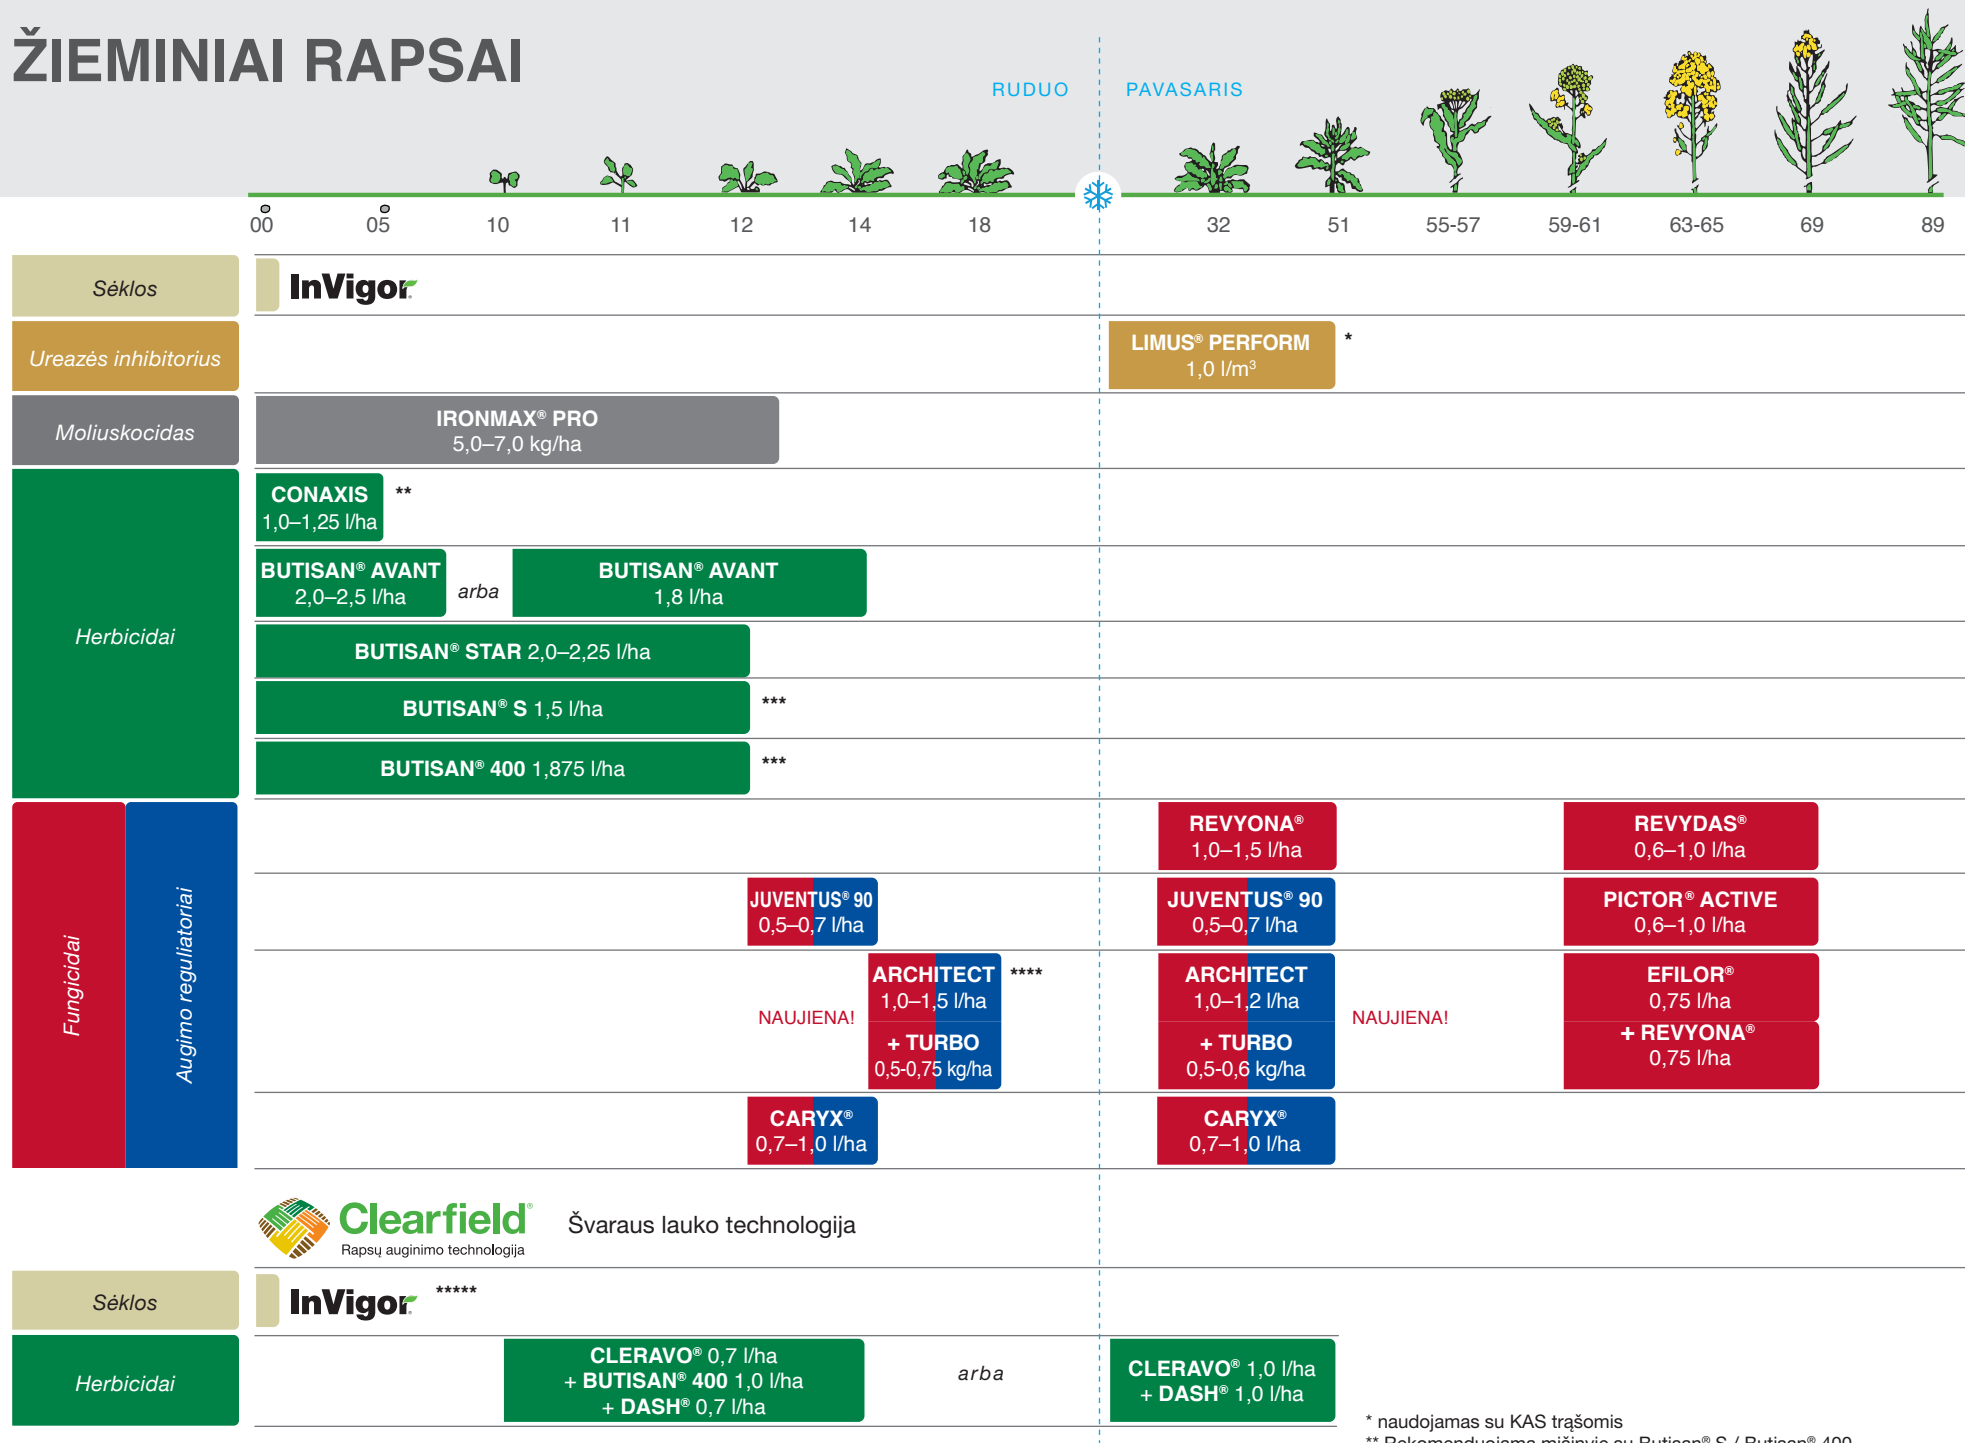 ŽIEMINIAI RAPSAI
RUDUO
PAVASARIS
00 05 10 11 12 14 18 32 51 55-57 59-61 63-65 69 89
Sėklos
InVigor
Ureazės inhibitorius
LIMUS® PERFORM *
1,0 l/m³
Moliuskocidas
IRONMAX® PRO
5,0–7,0 kg/ha
Herbicidai
CONAXIS **
1,0–1,25 l/ha
BUTISAN® AVANT
2,0–2,5 l/ha
arba
BUTISAN® AVANT
1,8 l/ha
BUTISAN® STAR 2,0–2,25 l/ha
BUTISAN® S 1,5 l/ha ***
BUTISAN® 400 1,875 l/ha ***
Fungicidai
Augimo reguliatoriai
REVYONA®
1,0–1,5 l/ha
REVYDAS®
0,6–1,0 l/ha
JUVENTUS® 90
0,5–0,7 l/ha
JUVENTUS® 90
0,5–0,7 l/ha
PICTOR® ACTIVE
0,6–1,0 l/ha
NAUJIENA!
ARCHITECT ****
1,0–1,5 l/ha
+ TURBO
0,5-0,75 kg/ha
ARCHITECT
1,0–1,2 l/ha
+ TURBO
0,5-0,6 kg/ha
NAUJIENA!
EFILOR®
0,75 l/ha
+ REVYONA®
0,75 l/ha
CARYX®
0,7–1,0 l/ha
CARYX®
0,7–1,0 l/ha
Clearfield®
Rapsų auginimo technologija
Švaraus lauko technologija
Sėklos
InVigor *****
Herbicidai
CLERAVO® 0,7 l/ha
+ BUTISAN® 400 1,0 l/ha
+ DASH® 0,7 l/ha
arba
CLERAVO® 1,0 l/ha
+ DASH® 1,0 l/ha
* naudojamas su KAS trąšomis
** Rekomenduojama mišinyje su Butisan® S / Butisan® 400